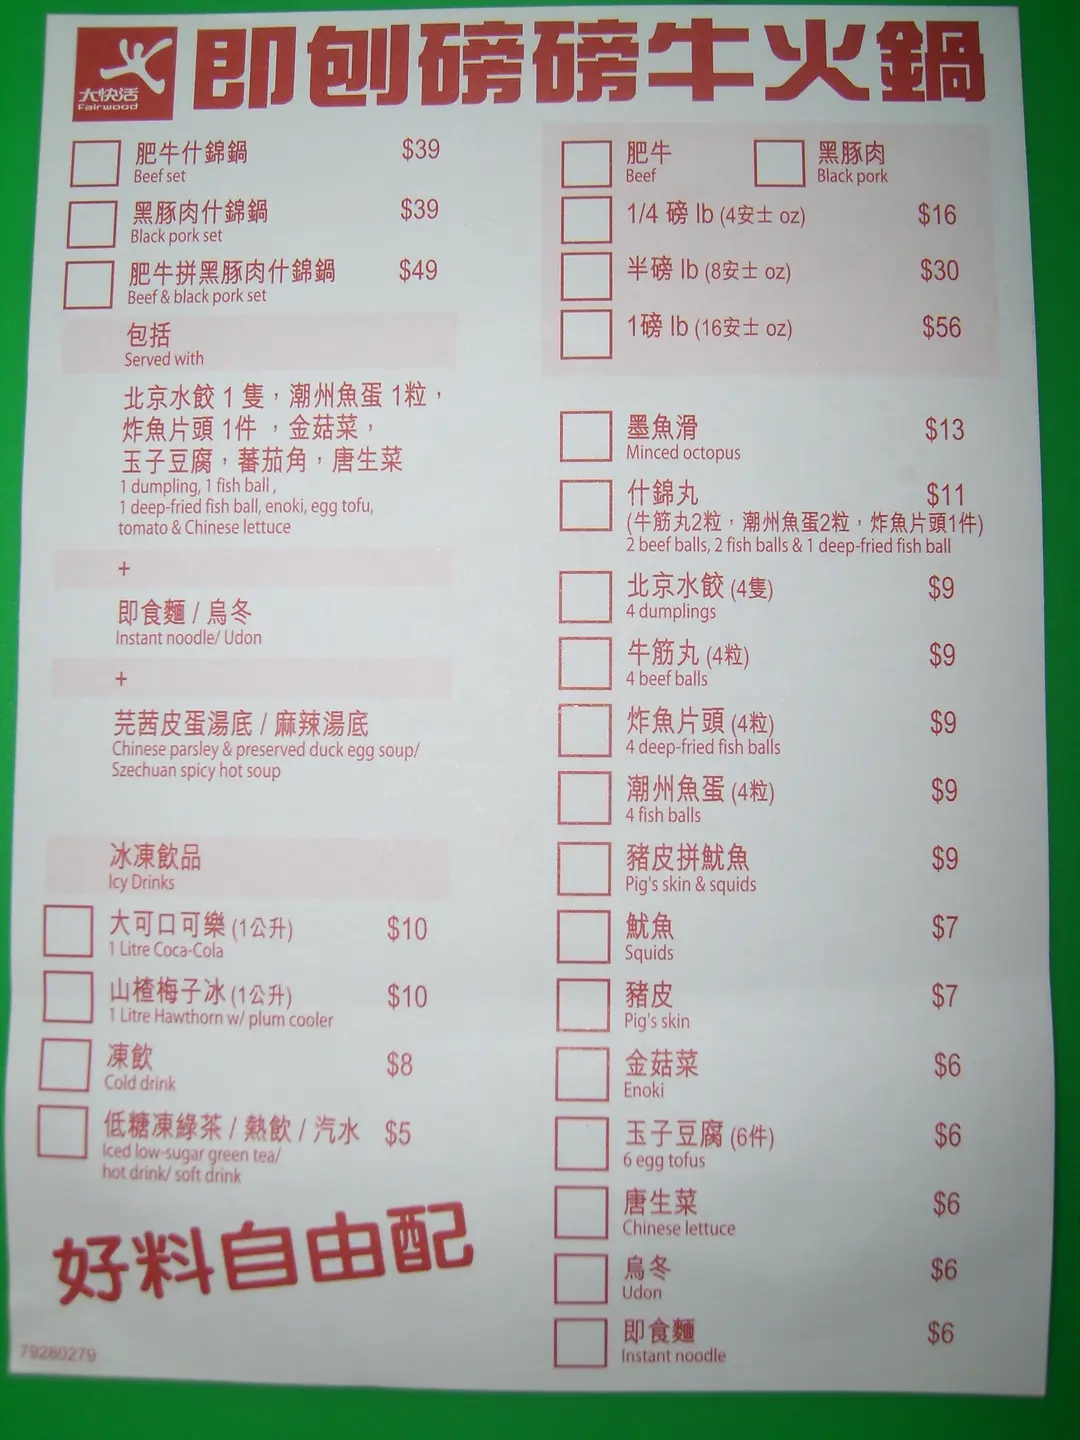 大快活
Fairwood
即刨磅磅牛火鍋
肥牛什錦鍋 $39
Beef set
黑豚肉什錦鍋 $39
Black pork set
肥牛拼黑豚肉什錦鍋 $49
Beef & black pork set
包括
Served with
北京水餃 1 隻，潮州魚蛋 1粒，
炸魚片頭 1件 ，金菇菜，
玉子豆腐，蕃茄角，唐生菜
1 dumpling, 1 fish ball ,
1 deep-fried fish ball, enoki, egg tofu,
tomato & Chinese lettuce
+
即食麵 / 烏冬
Instant noodle/ Udon
+
芫茜皮蛋湯底 / 麻辣湯底
Chinese parsley & preserved duck egg soup/
Szechuan spicy hot soup
冰凍飲品
Icy Drinks
大可口可樂 (1公升) $10
1 Litre Coca-Cola
山楂梅子冰 (1公升) $10
1 Litre Hawthorn w/ plum cooler
凍飲 $8
Cold drink
低糖凍綠茶 / 熱飲 / 汽水 $5
Iced low-sugar green tea/
hot drink/ soft drink
好料自由配
79280279
肥牛 黑豚肉
Beef Black pork
1/4 磅 lb (4安士 oz) $16
半磅 lb (8安士 oz) $30
1磅 lb (16安士 oz) $56
墨魚滑 $13
Minced octopus
什錦丸 $11
(牛筋丸2粒，潮州魚蛋2粒，炸魚片頭1件)
2 beef balls, 2 fish balls & 1 deep-fried fish ball
北京水餃 (4隻) $9
4 dumplings
牛筋丸 (4粒) $9
4 beef balls
炸魚片頭 (4粒) $9
4 deep-fried fish balls
潮州魚蛋 (4粒) $9
4 fish balls
豬皮拼魷魚 $9
Pig's skin & squids
魷魚 $7
Squids
豬皮 $7
Pig's skin
金菇菜 $6
Enoki
玉子豆腐 (6件) $6
6 egg tofus
唐生菜 $6
Chinese lettuce
烏冬 $6
Udon
即食麵 $6
Instant noodle